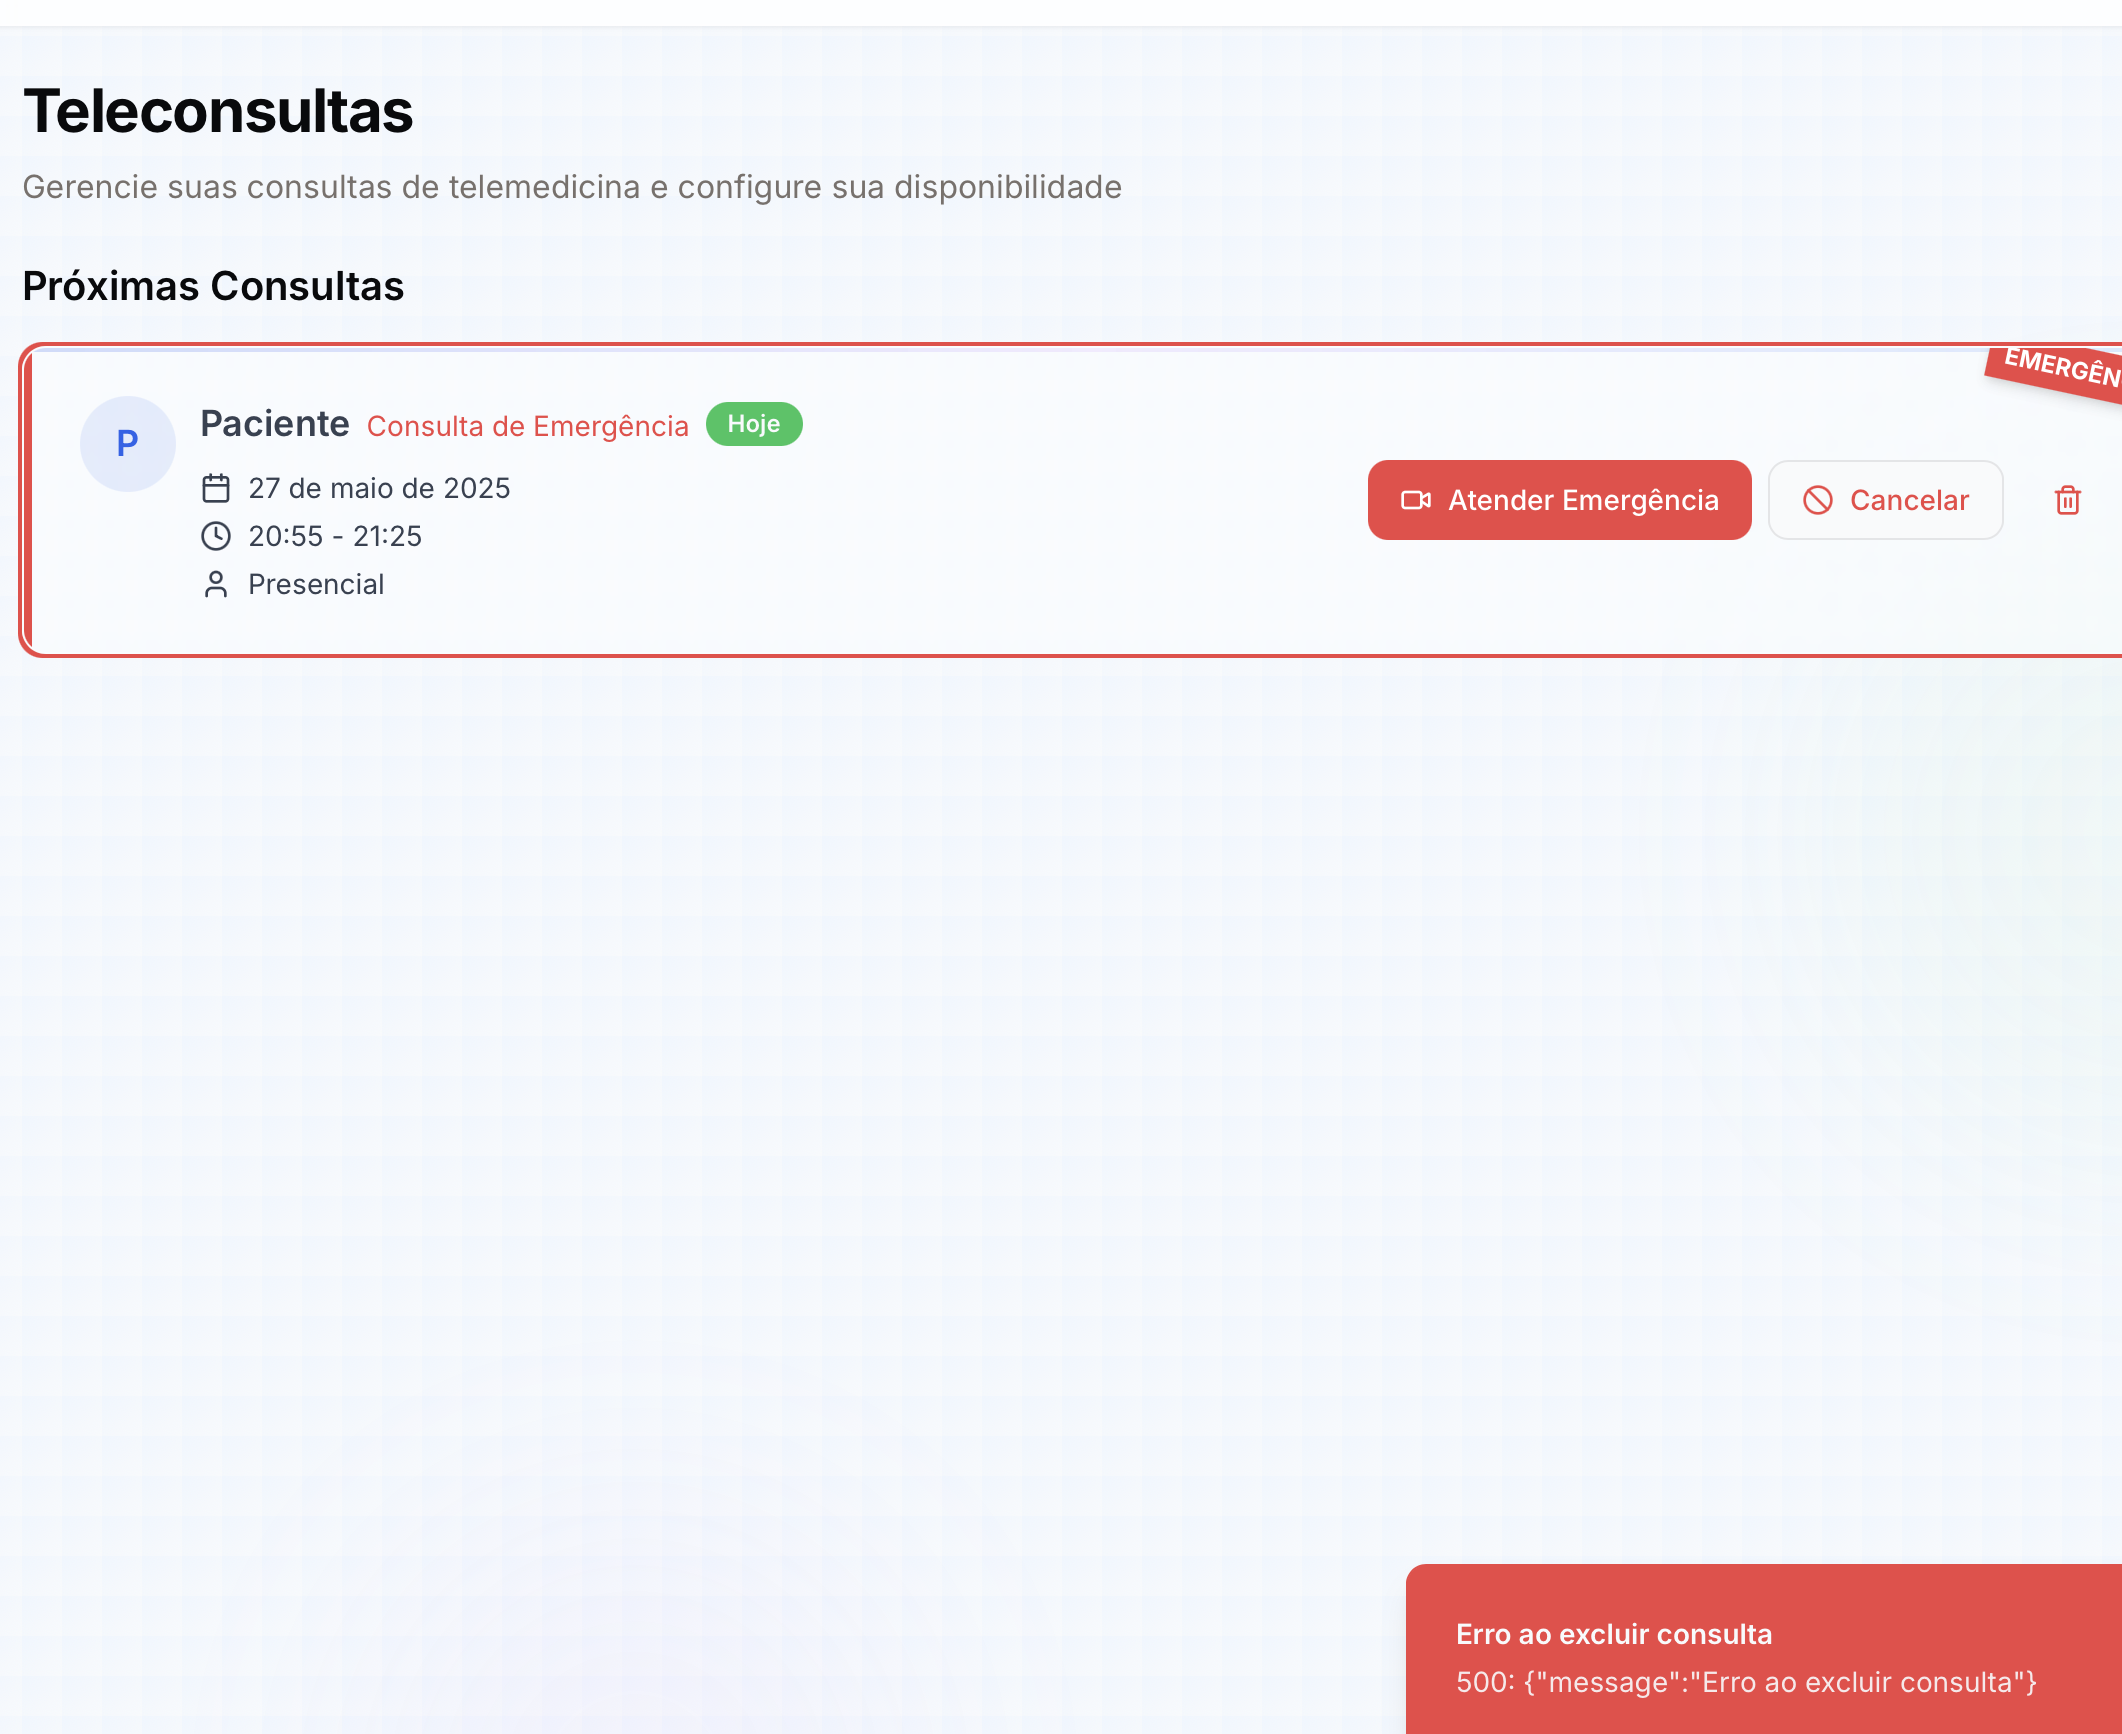 Teleconsultas
Gerencie suas consultas de telemedicina e configure sua disponibilidade
Próximas Consultas
EMERGÊN
P
Paciente Consulta de Emergência Hoje
27 de maio de 2025
20:55 - 21:25
Presencial
Atender Emergência
Cancelar
Erro ao excluir consulta
500: {"message":"Erro ao excluir consulta"}